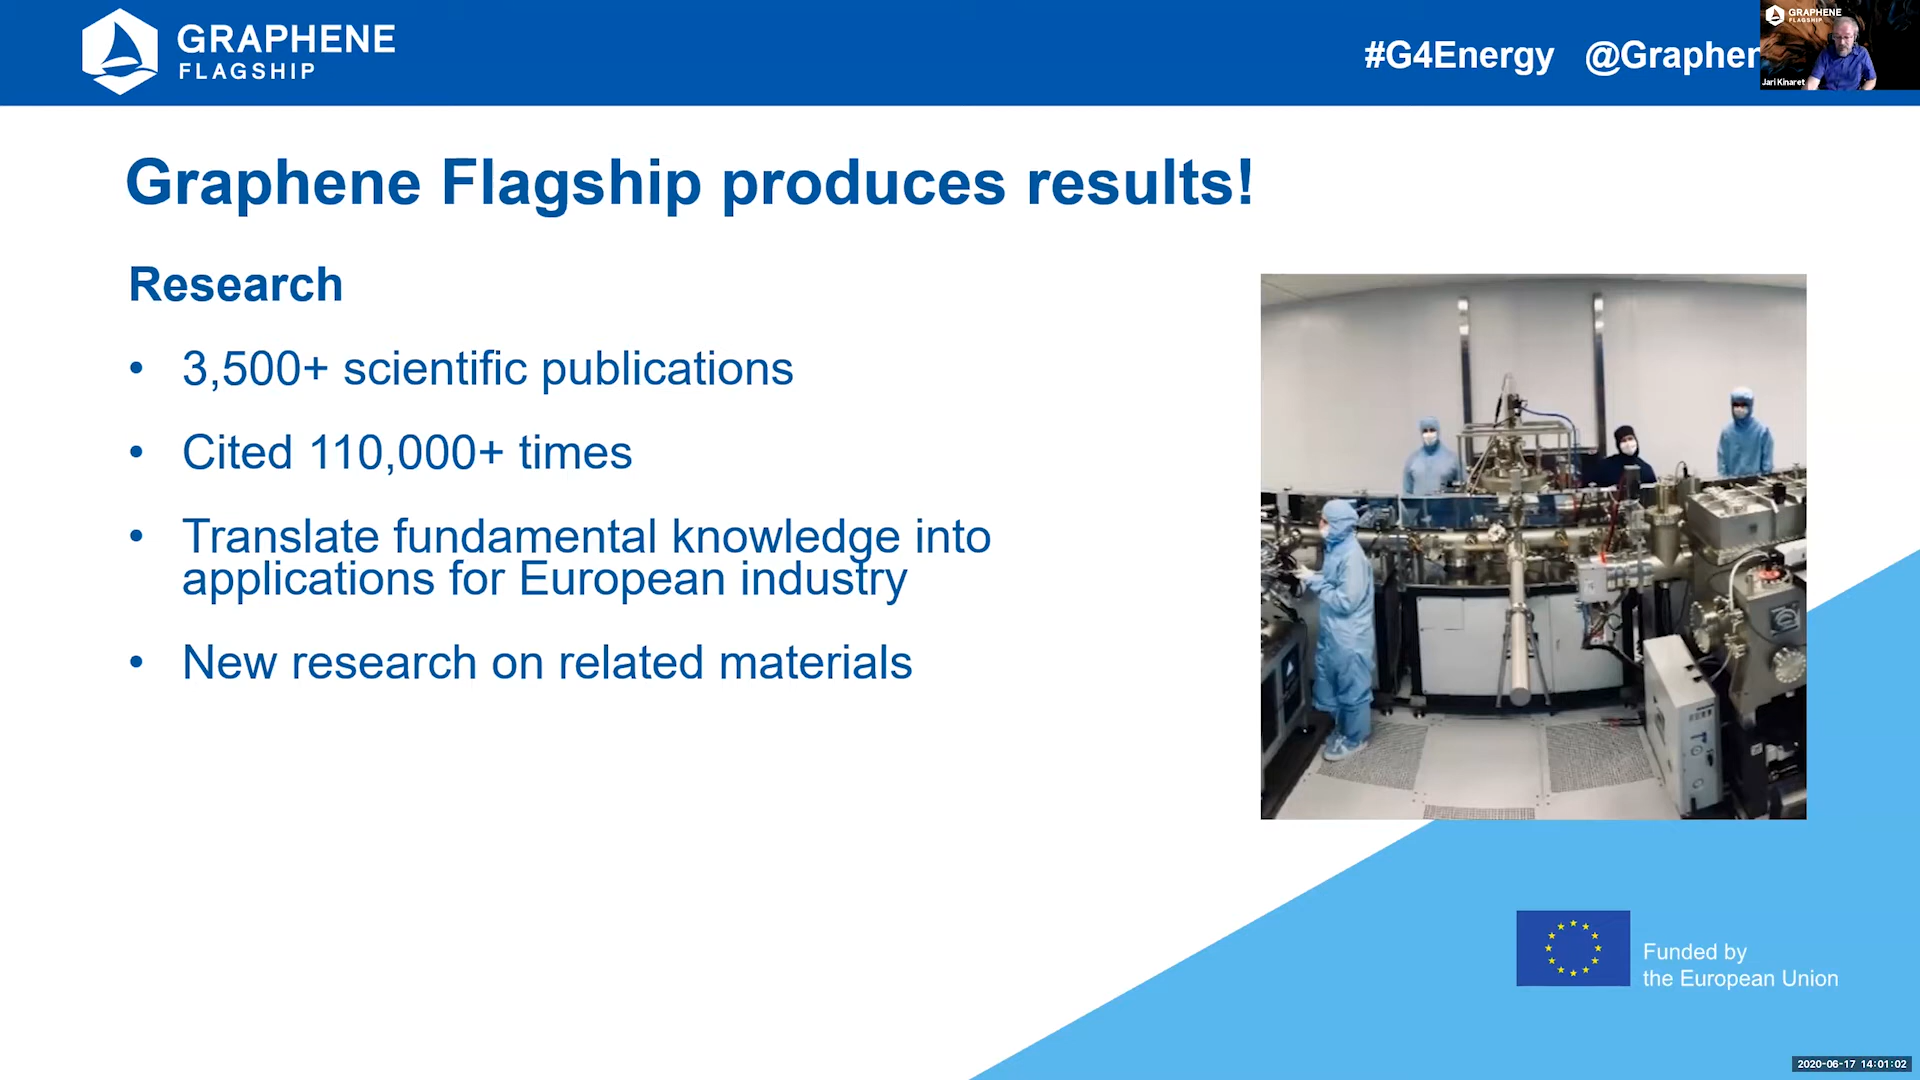 GRAPHENE
FLAGSHIP
#G4Energy @Graphen
GRAPHENE
FLAGSHIP
Jari Kinaret
Graphene Flagship produces results!
Research
• 3,500+ scientific publications
• Cited 110,000+ times
• Translate fundamental knowledge into
applications for European industry
• New research on related materials
Funded by
the European Union
2020-06-17 14:01:02